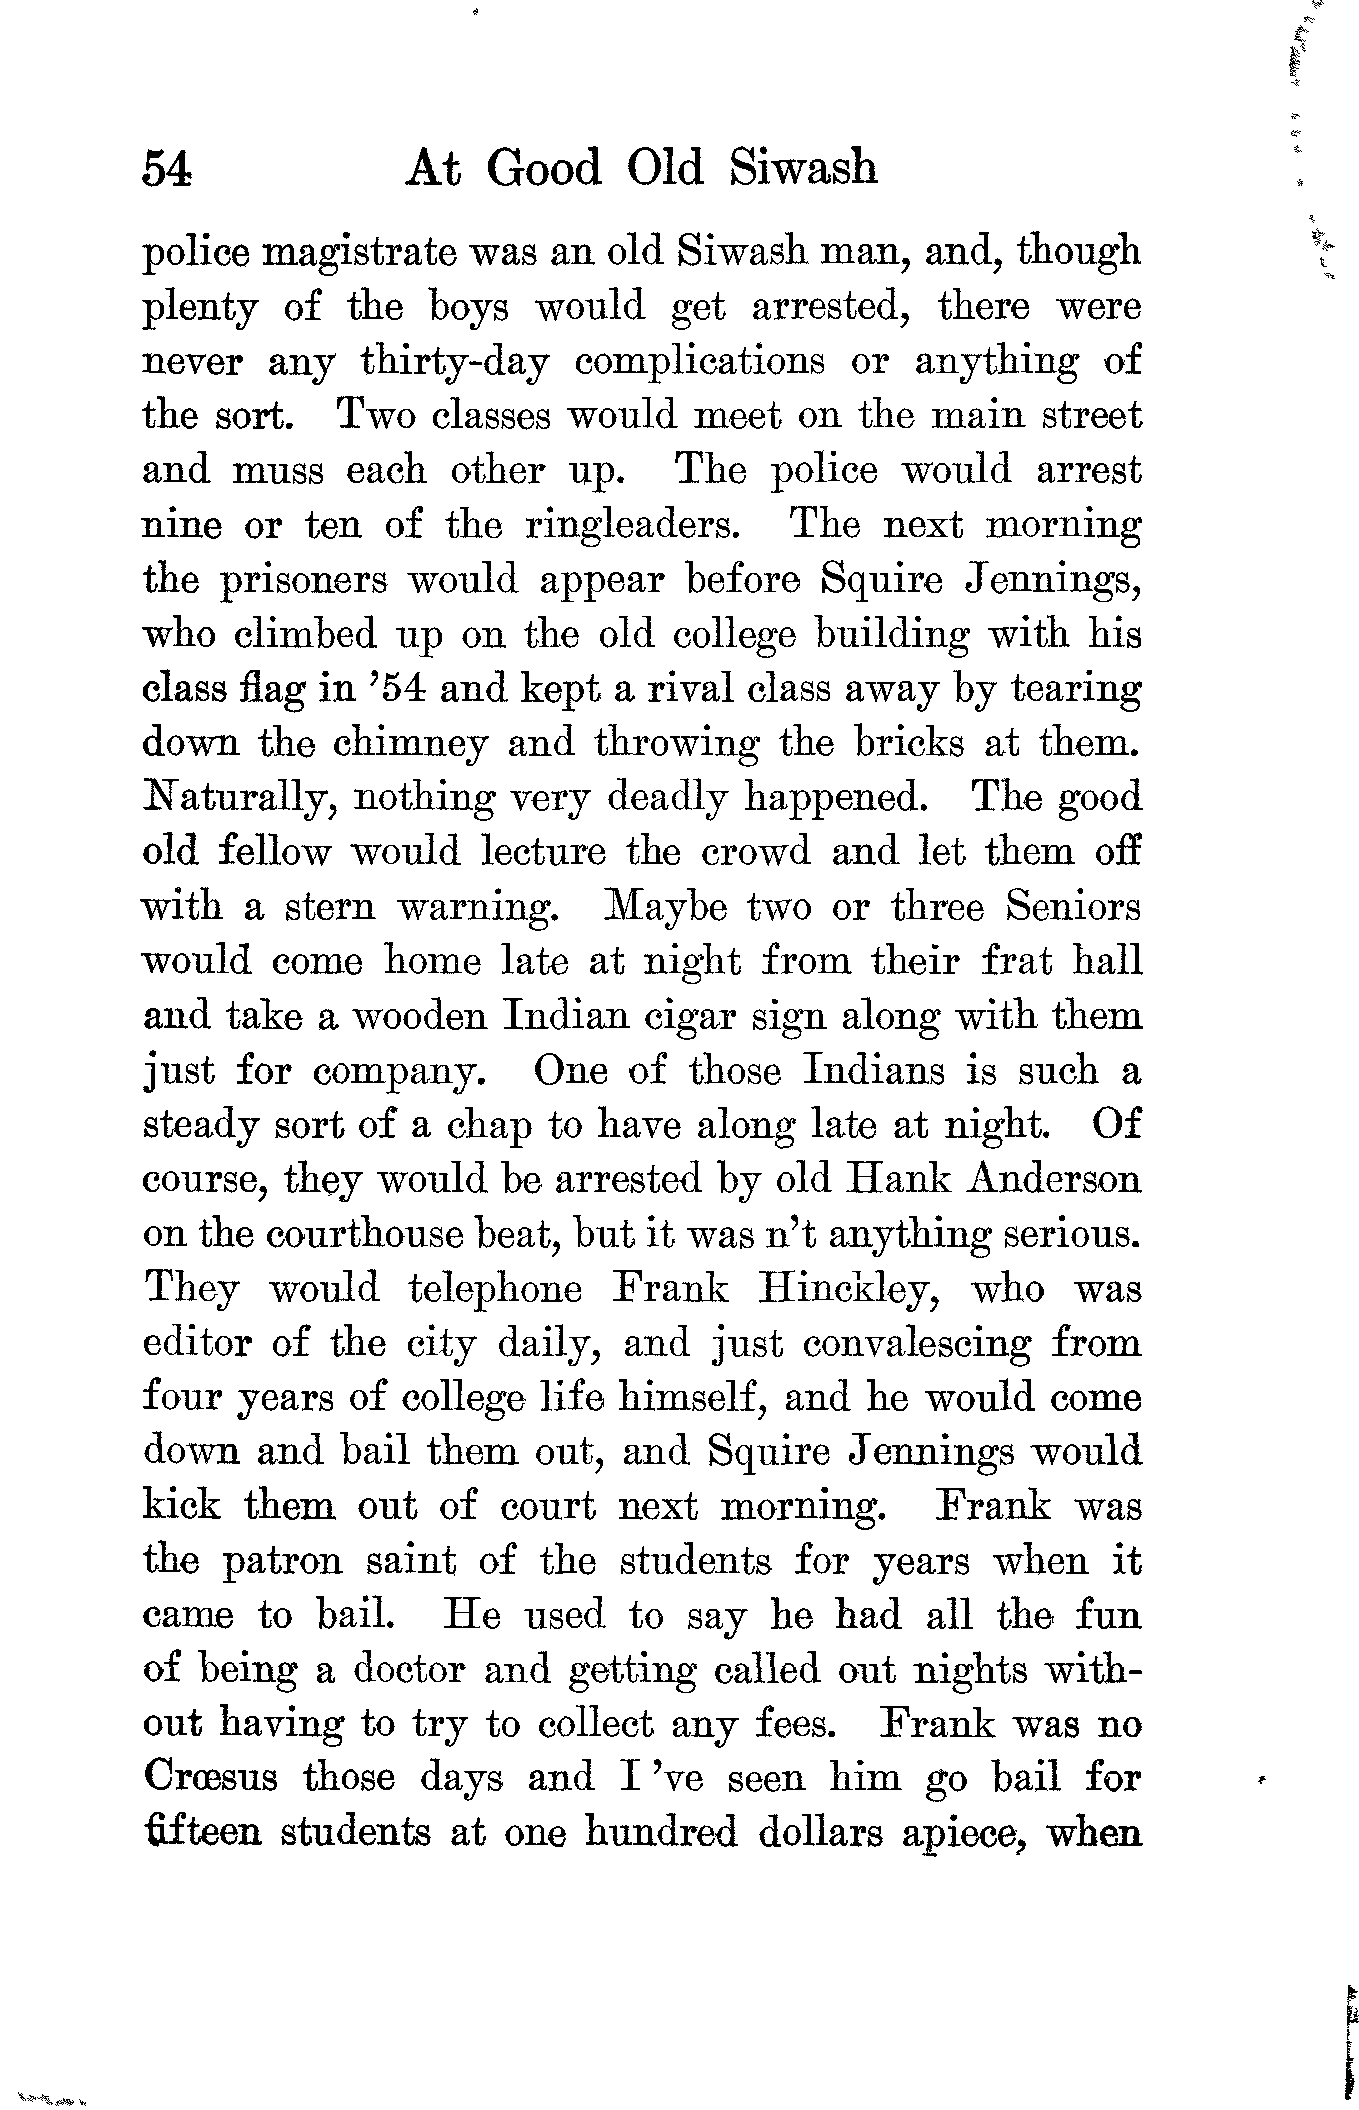 54 At Good Old Siwash
police magistrate was an old Siwash man, and, though
plenty of the boys would get arrested, there were
never any thirty-day complications or anything of
the sort. Two classes would meet on the main street
and muss each other up. The police would arrest
nine or ten of the ringleaders. The next morning
the prisoners would appear before Squire Jennings,
who climbed up on the old college building with his
class flag in ’54 and kept a rival class away by tearing
down the chimney and throwing the bricks at them.
Naturally, nothing very deadly happened. The good
old fellow would lecture the crowd and let them off
with a stern warning. Maybe two or three Seniors
would come home late at night from their frat hall
and take a wooden Indian cigar sign along with them
just for company. One of those Indians is such a
steady sort of a chap to have along late at night. Of
course, they would be arrested by old Hank Anderson
on the courthouse beat, but it was n’t anything serious.
They would telephone Frank Hinckley, who was
editor of the city daily, and just convalescing from
four years of college life himself, and he would come
down and bail them out, and Squire Jennings would
kick them out of court next morning. Frank was
the patron saint of the students for years when it
came to bail. He used to say he had all the fun
of being a doctor and getting called out nights with-
out having to try to collect any fees. Frank was no
Crœsus those days and I ’ve seen him go bail for
fifteen students at one hundred dollars apiece, when